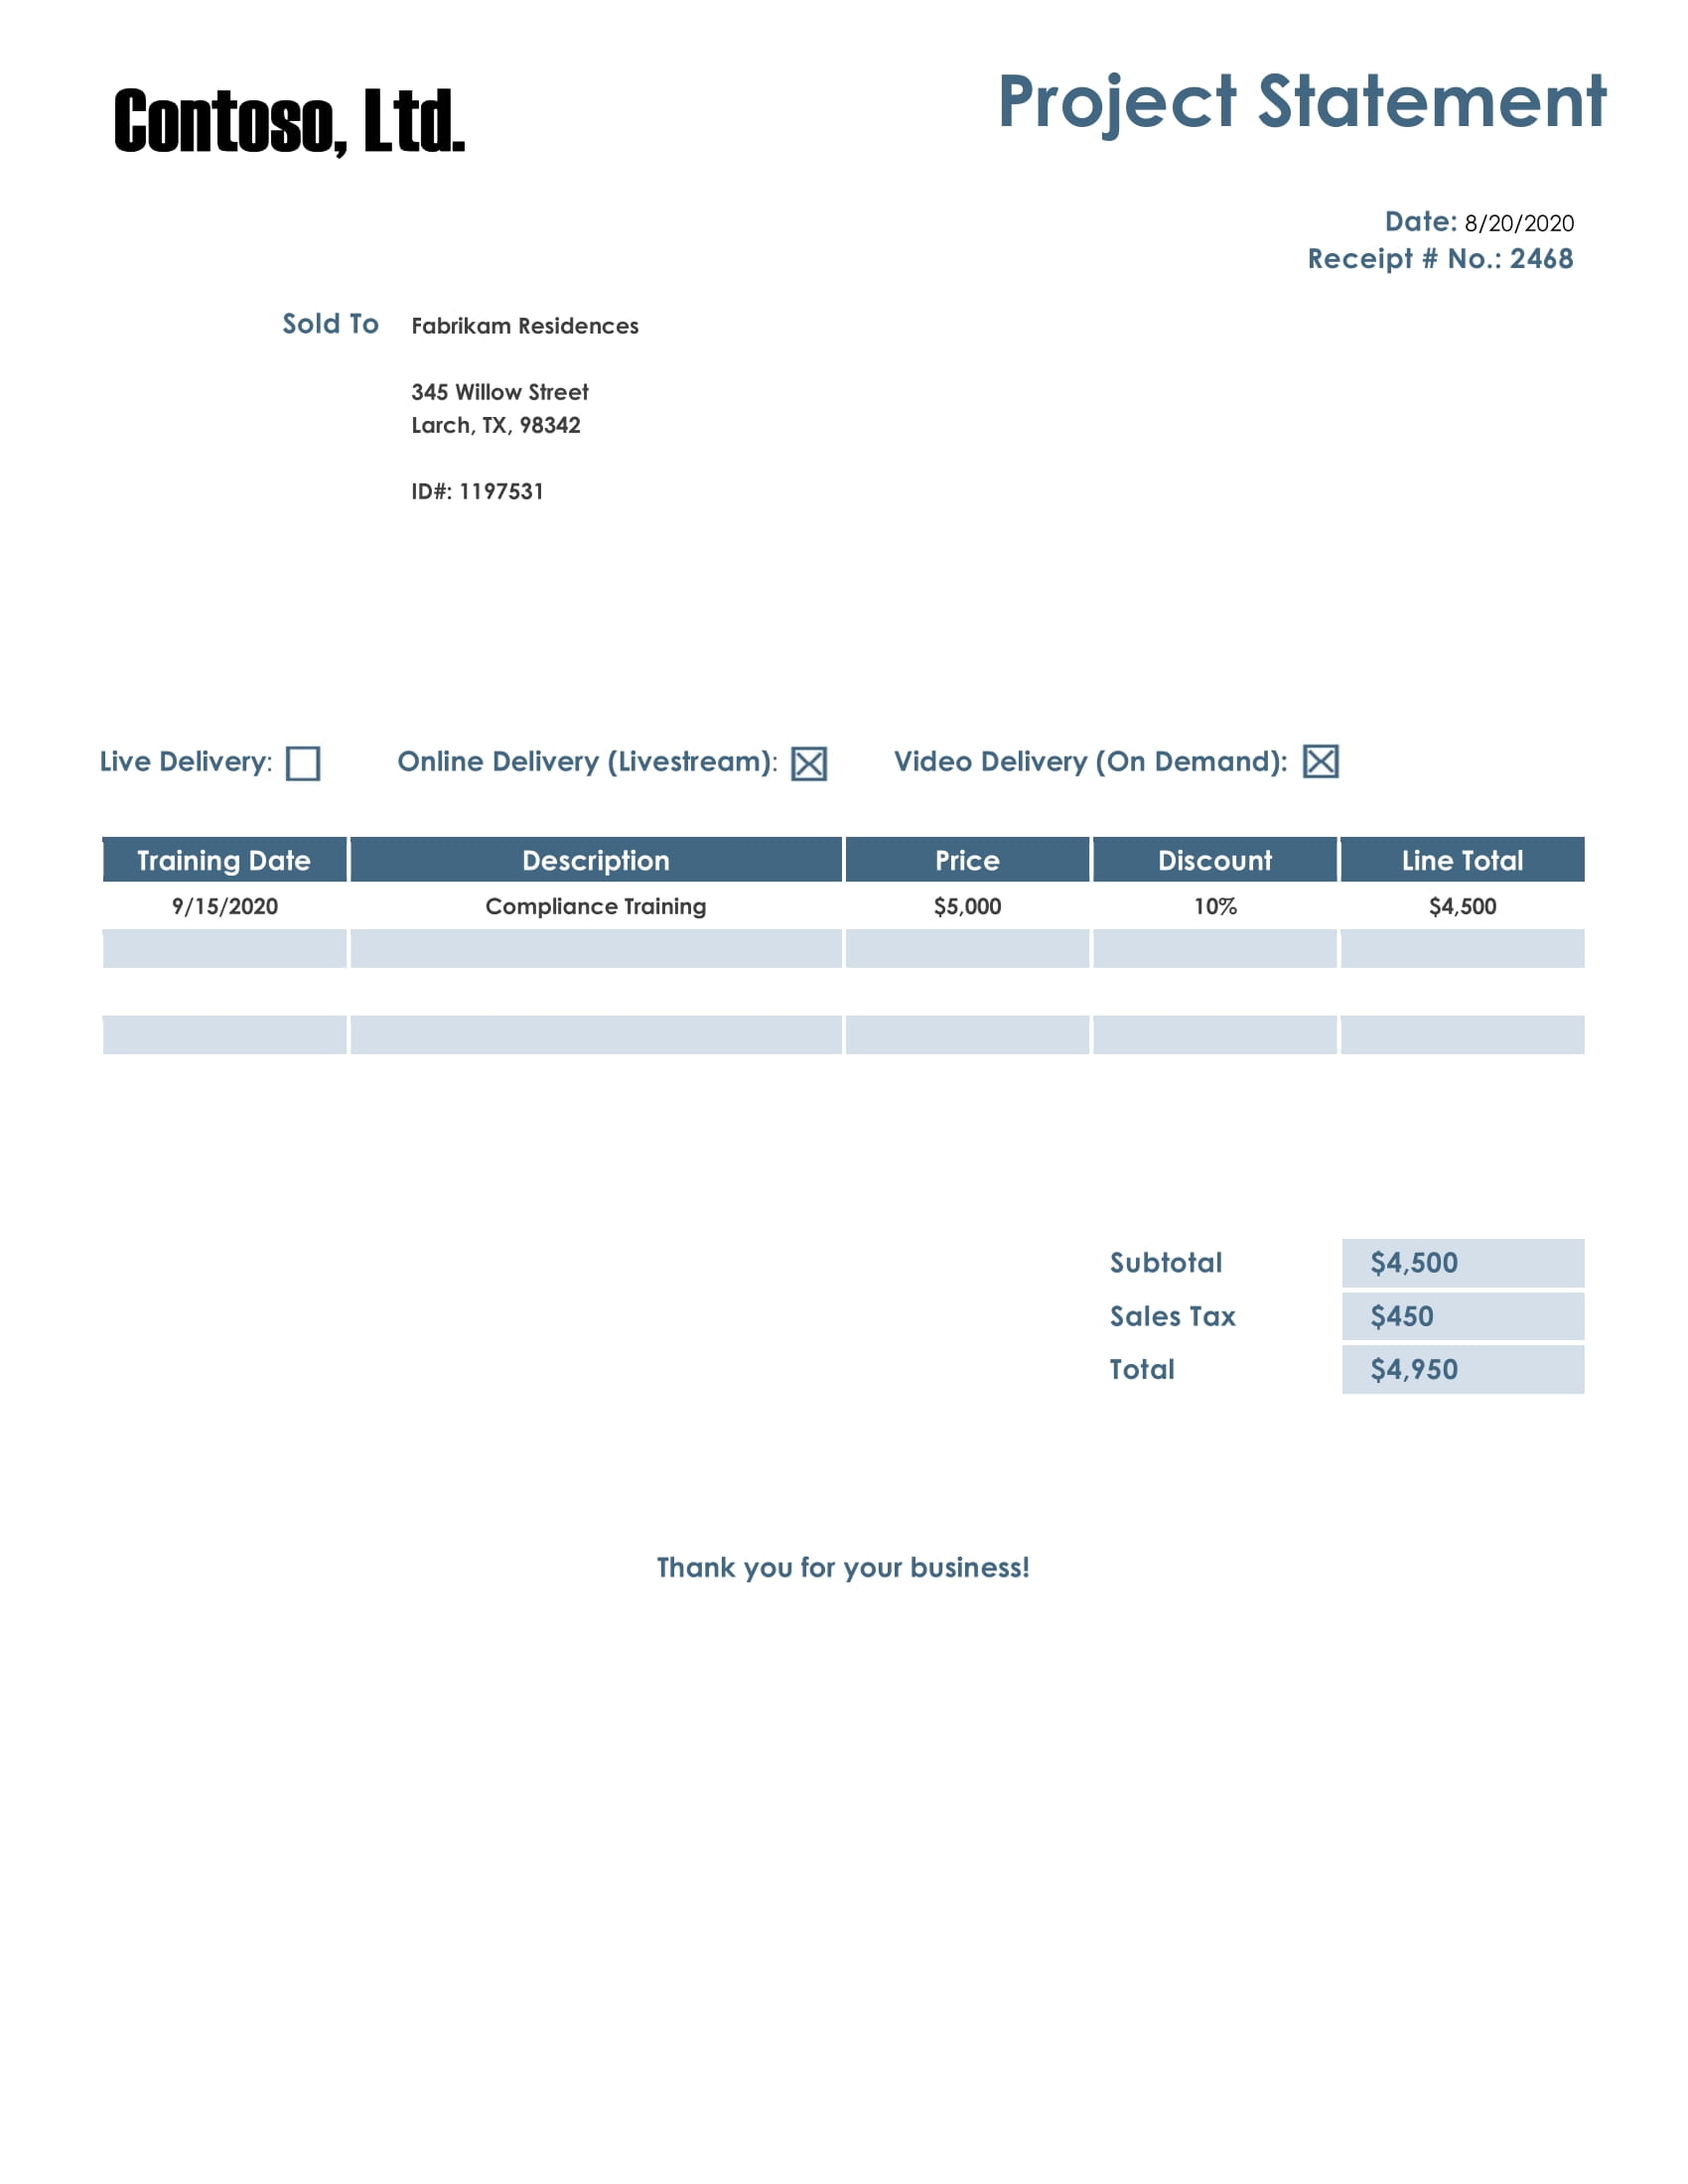 Contoso, Ltd.
Project Statement
Date: 8/20/2020
Receipt # No.: 2468
Sold To Fabrikam Residences
345 Willow Street
Larch, TX, 98342
ID#: 1197531
Live Delivery: Online Delivery (Livestream): Video Delivery (On Demand):
Training Date Description Price Discount Line Total
9/15/2020 Compliance Training $5,000 10% $4,500
Subtotal $4,500
Sales Tax $450
Total $4,950
Thank you for your business!